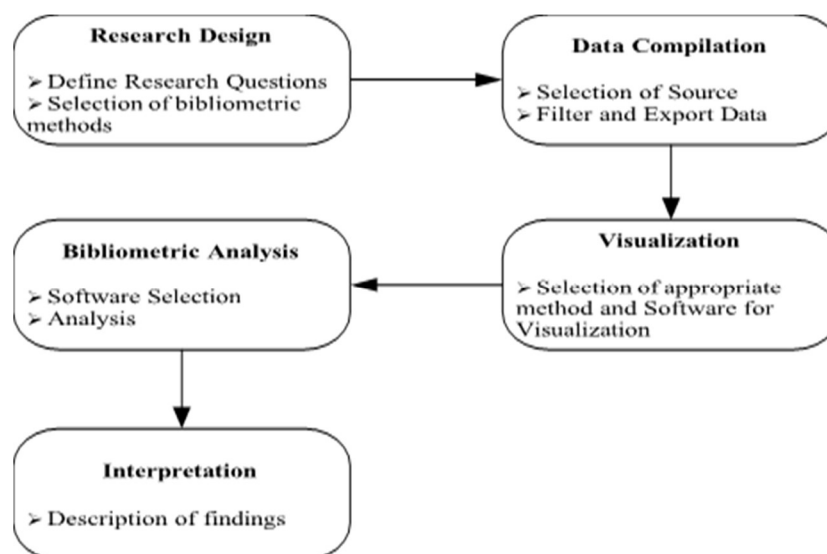 Research Design
➢ Define Research Questions
➢ Selection of bibliometric
methods
Data Compilation
➢ Selection of Source
➢ Filter and Export Data
Visualization
➢ Selection of appropriate
method and Software for
Visualization
Bibliometric Analysis
➢ Software Selection
➢ Analysis
Interpretation
➢ Description of findings